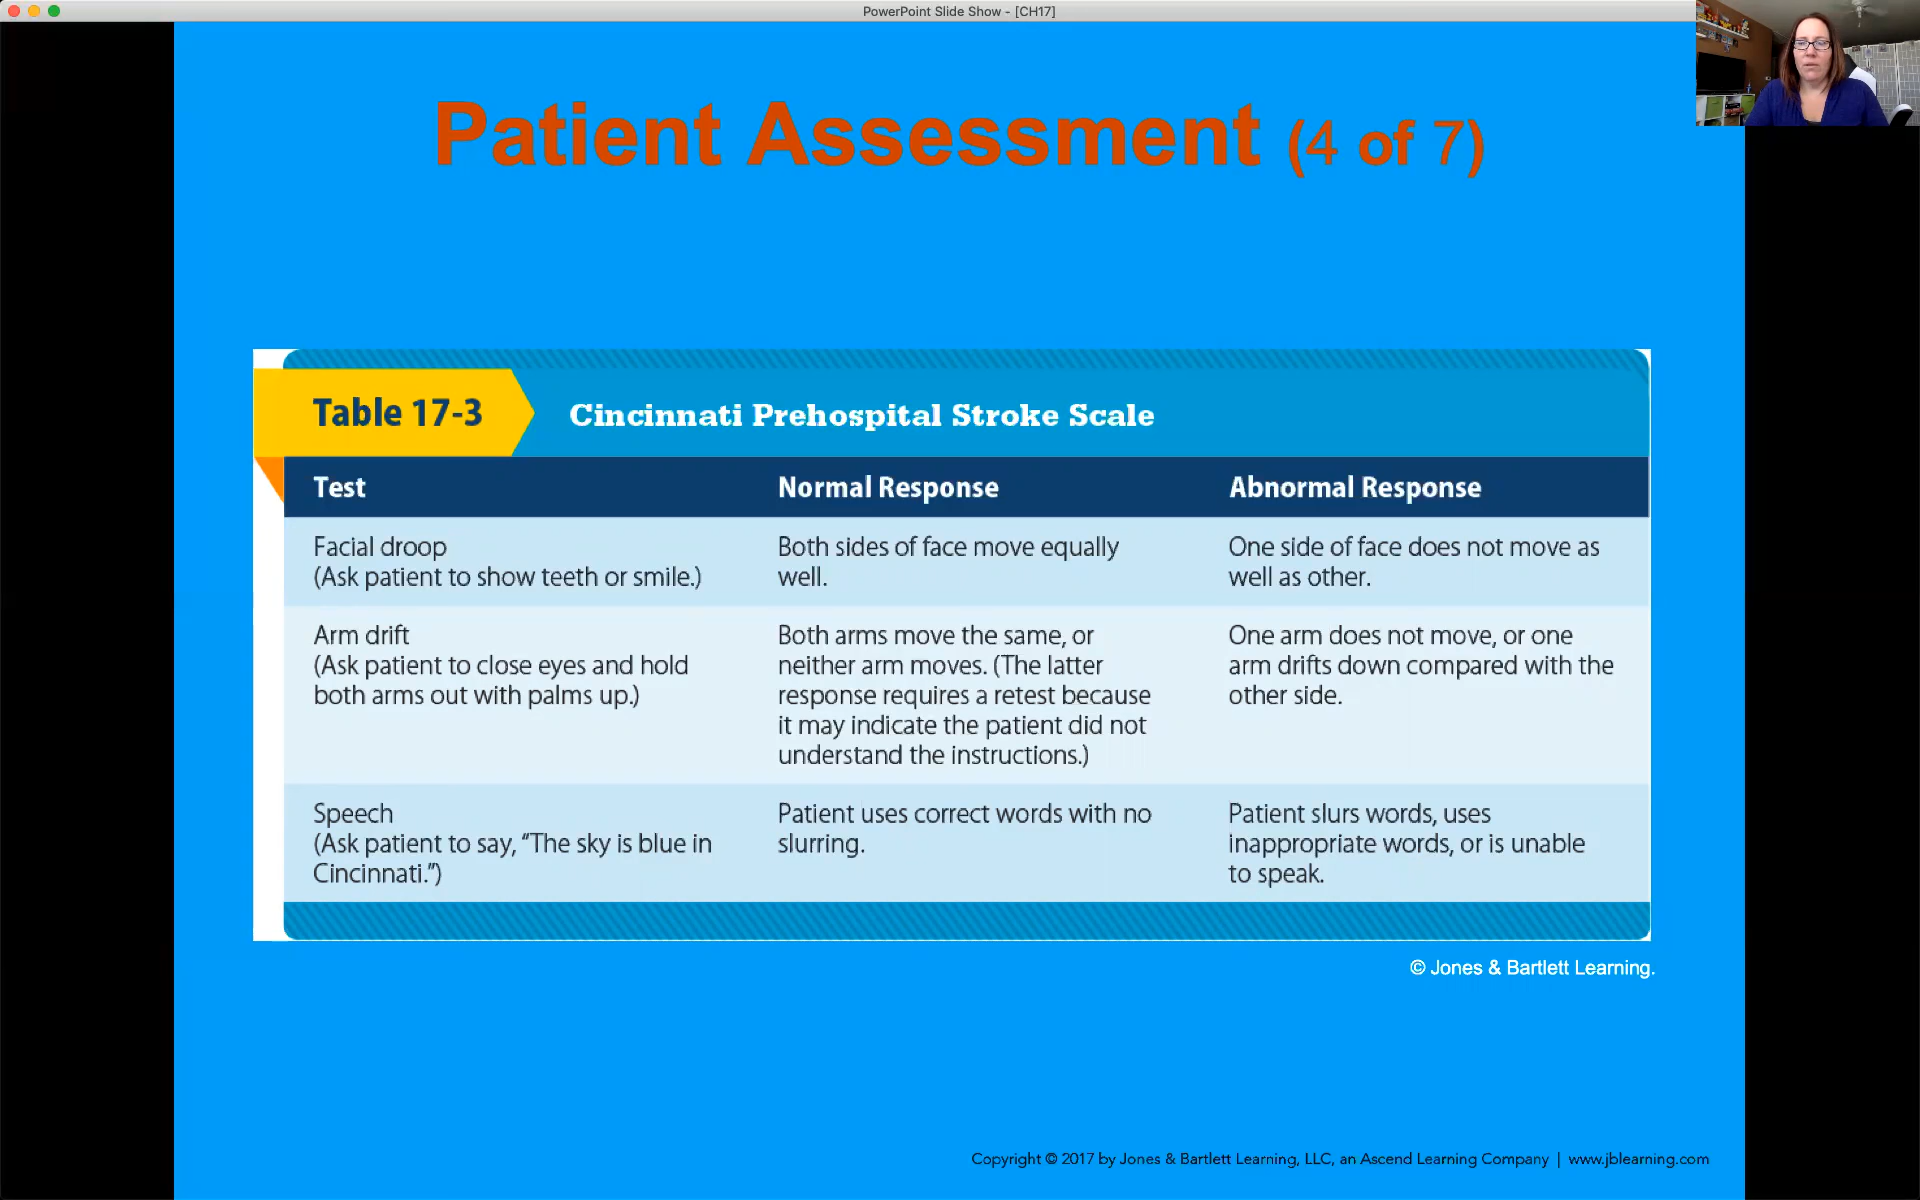 PowerPoint Slide Show - [CH17]
Patient Assessment (4 of 7)
Table 17-3 Cincinnati Prehospital Stroke Scale
Test Normal Response Abnormal Response
Facial droop
(Ask patient to show teeth or smile.)
Both sides of face move equally
well.
One side of face does not move as
well as other.
Arm drift
(Ask patient to close eyes and hold
both arms out with palms up.)
Both arms move the same, or
neither arm moves. (The latter
response requires a retest because
it may indicate the patient did not
understand the instructions.)
One arm does not move, or one
arm drifts down compared with the
other side.
Speech
(Ask patient to say, “The sky is blue in
Cincinnati.”)
Patient uses correct words with no
slurring.
Patient slurs words, uses
inappropriate words, or is unable
to speak.
© Jones & Bartlett Learning.
Copyright © 2017 by Jones & Bartlett Learning, LLC, an Ascend Learning Company | www.jblearning.com